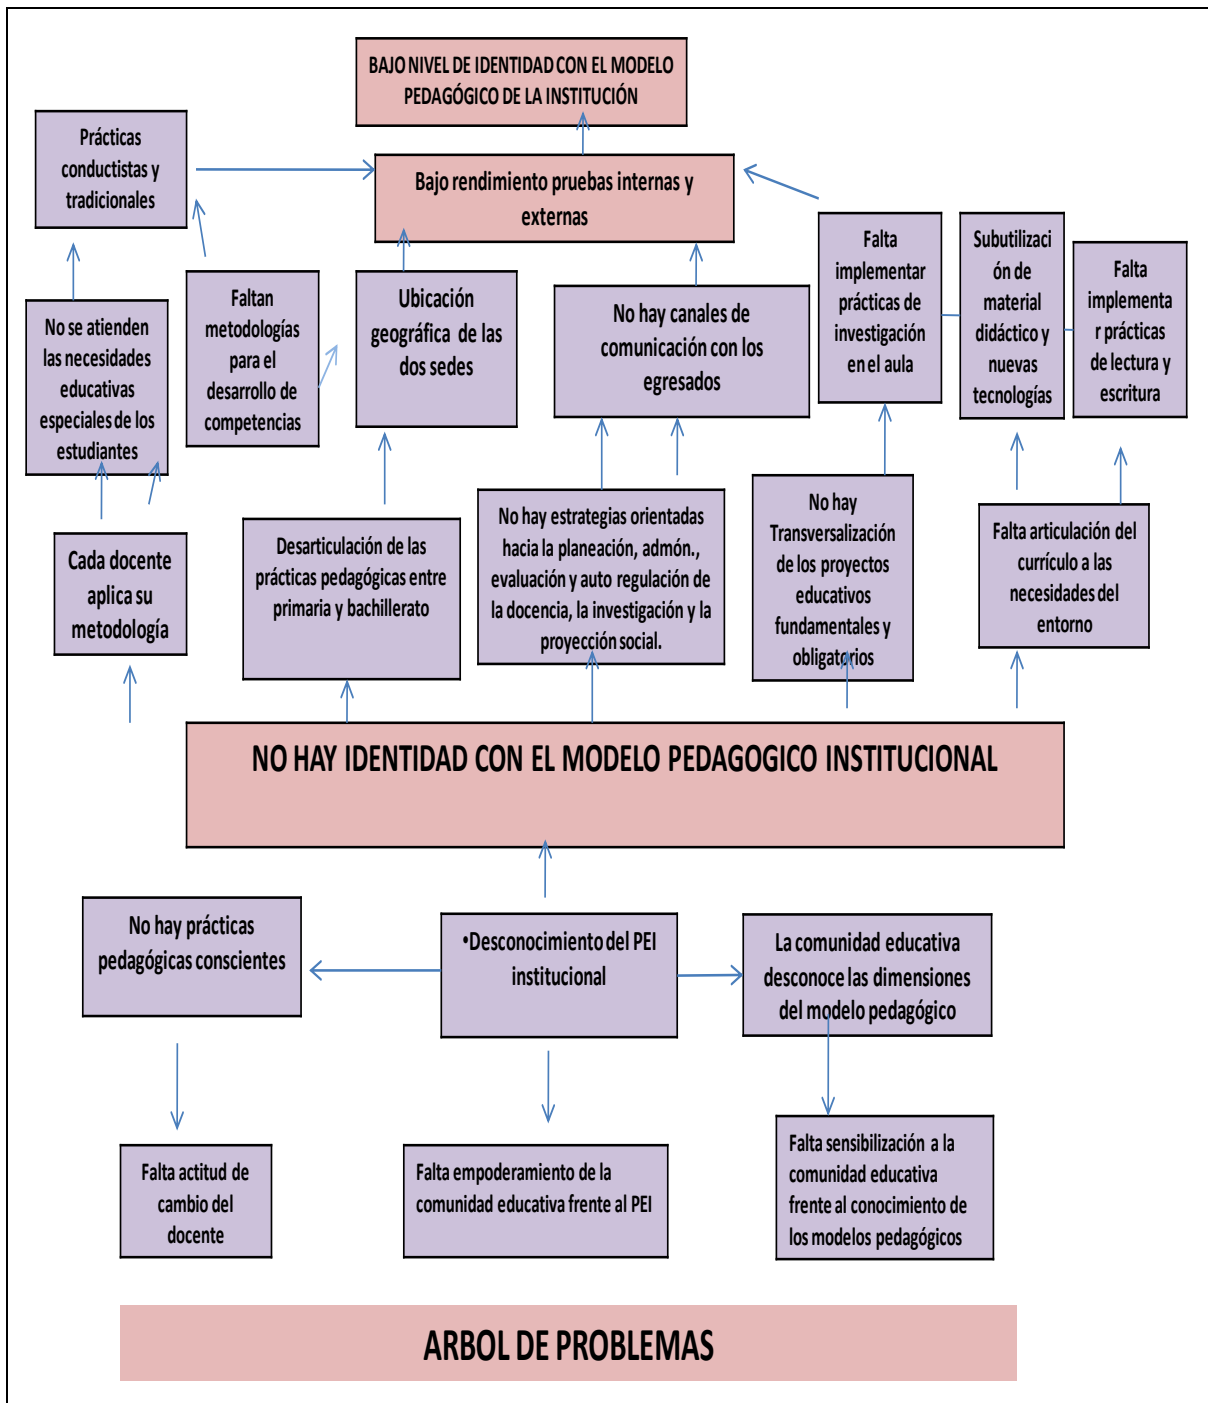 BAJO NIVEL DE IDENTIDAD CON EL MODELO
PEDAGÓGICO DE LA INSTITUCIÓN
Prácticas
conductistas y
tradicionales
Bajo rendimiento pruebas internas y
externas
Falta
implementar
prácticas de
investigación
en el aula
Subutilizaci
ón de
material
didáctico y
nuevas
tecnologías
Falta
implementa
r prácticas
de lectura y
escritura
No se atienden
las necesidades
educativas
especiales de los
estudiantes
Faltan
metodologías
para el
desarrollo de
competencias
Ubicación
geográfica de las
dos sedes
No hay canales de
comunicación con los
egresados
Cada docente
aplica su
metodología
Desarticulación de las
prácticas pedagógicas entre
primaria y bachillerato
No hay estrategias orientadas
hacia la planeación, admón.,
evaluación y auto regulación de
la docencia, la investigación y la
proyección social.
No hay
Transversalización
de los proyectos
educativos
fundamentales y
obligatorios
Falta articulación del
currículo a las
necesidades del
entorno
NO HAY IDENTIDAD CON EL MODELO PEDAGOGICO INSTITUCIONAL
No hay prácticas
pedagógicas conscientes
•Desconocimiento del PEI
institucional
La comunidad educativa
desconoce las dimensiones
del modelo pedagógico
Falta actitud de
cambio del
docente
Falta empoderamiento de la
comunidad educativa frente al PEI
Falta sensibilización a la
comunidad educativa
frente al conocimiento de
los modelos pedagógicos
ARBOL DE PROBLEMAS